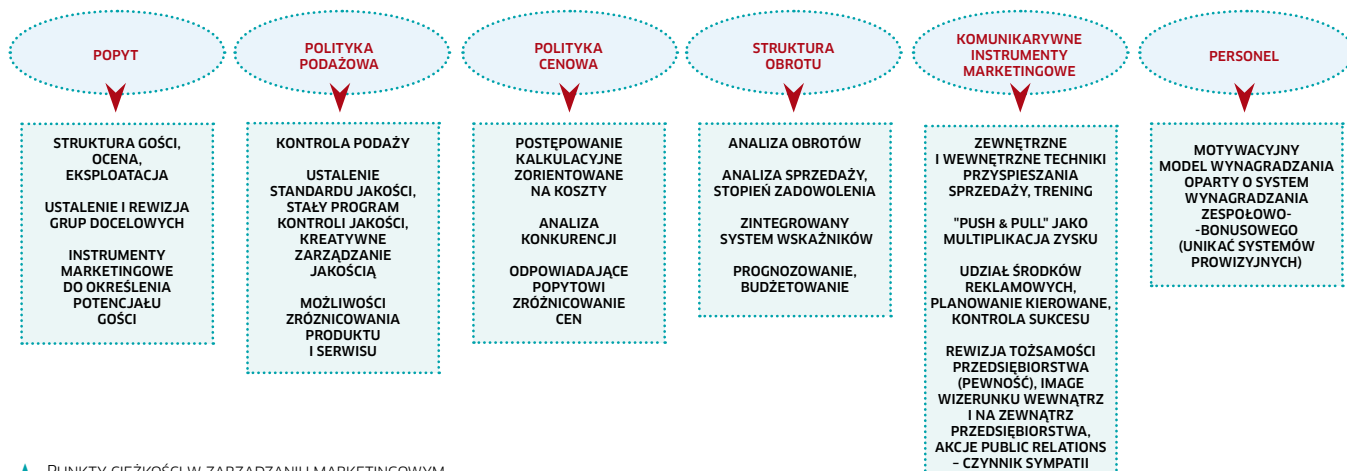 POPYT
POLITYKA
PODAŻOWA
POLITYKA
CENOWA
STRUKTURA
OBROTU
KOMUNIKARYWNE
INSTRUMENTY
MARKETINGOWE
PERSONEL
STRUKTURA GOŚCI,
OCENA,
EKSPLOATACJA
USTALENIE I REWIZJA
GRUP DOCELOWYCH
INSTRUMENTY
MARKETINGOWE
DO OKREŚLENIA
POTENCJAŁU
GOŚCI
KONTROLA PODAŻY
USTALENIE
STANDARDU JAKOŚCI,
STAŁY PROGRAM
KONTROLI JAKOŚCI,
KREATYWNE
ZARZĄDZANIE
JAKOŚCIĄ
MOŻLIWOŚCI
ZRÓŻNICOWANIA
PRODUKTU
I SERWISU
POSTĘPOWANIE
KALKULACYJNE
ZORIENTOWANE
NA KOSZTY
ANALIZA
KONKURENCJI
ODPOWIADAJĄCE
POPYTOWI
ZRÓŻNICOWANIE
CEN
ANALIZA OBROTÓW
ANALIZA SPRZEDAŻY,
STOPIEŃ ZADOWOLENIA
ZINTEGROWANY
SYSTEM WSKAŹNIKÓW
PROGNOZOWANIE,
BUDŻETOWANIE
ZEWNĘTRZNE
I WEWNĘTRZNE TECHNIKI
PRZYSPIESZANIA
SPRZEDAŻY, TRENING
"PUSH & PULL" JAKO
MULTIPLIKACJA ZYSKU
UDZIAŁ ŚRODKÓW
REKLAMOWYCH,
PLANOWANIE KIEROWANE,
KONTROLA SUKCESU
REWIZJA TOŻSAMOŚCI
PRZEDSIĘBIORSTWA
(PEWNOŚĆ), IMAGE
WIZERUNKU WEWNĄTRZ
I NA ZEWNĄTRZ
PRZEDSIĘBIORSTWA,
AKCJE PUBLIC RELATIONS
– CZYNNIK SYMPATII
MOTYWACYJNY
MODEL WYNAGRADZANIA
OPARTY O SYSTEM
WYNAGRADZANIA
ZESPOŁOWO-
-BONUSOWEGO
(UNIKAĆ SYSTEMÓW
PROWIZYJNYCH)
PUNKTY CIĘŻKOŚCI W ZARZĄDZANIU MARKETINGOWYM